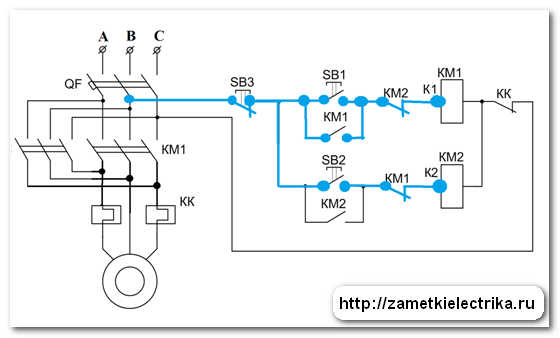 A B C
QF
SB3
SB1
KM2
K1
KM1
KK
KM1
KM1
SB2
KM1
K2
KM2
KM2
KK
http://zametkielectrika.ru